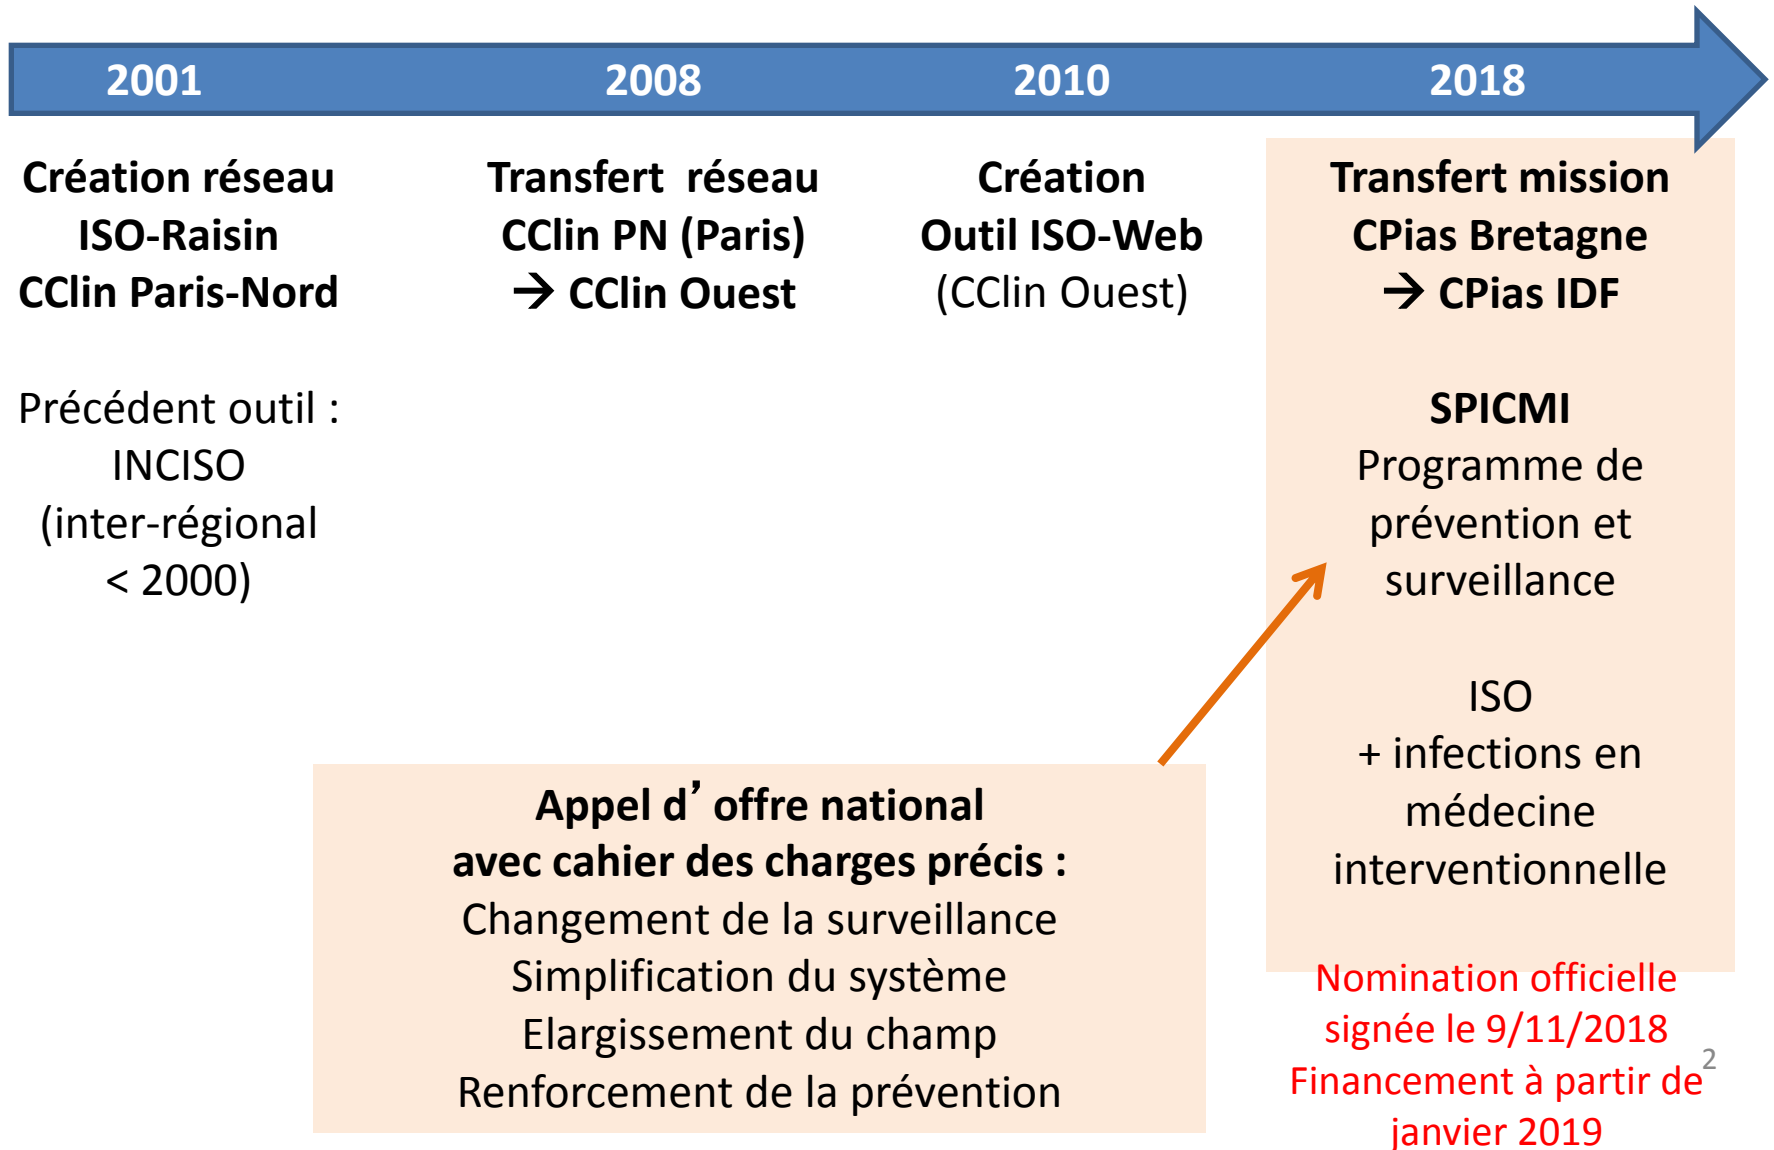 2001
2008
2010
2018
Création réseau
ISO-Raisin
CClin Paris-Nord
Précédent outil :
INCISO
(inter-régional
< 2000)
Transfert réseau
CClin PN (Paris)
→ CClin Ouest
Création
Outil ISO-Web
(CClin Ouest)
Transfert mission
CPias Bretagne
→ CPias IDF
SPICMI
Programme de
prévention et
surveillance
ISO
+ infections en
médecine
interventionnelle
Nomination officielle
signée le 9/11/2018
Financement à partir de
janvier 2019
Appel d’ offre national
avec cahier des charges précis :
Changement de la surveillance
Simplification du système
Elargissement du champ
Renforcement de la prévention
2